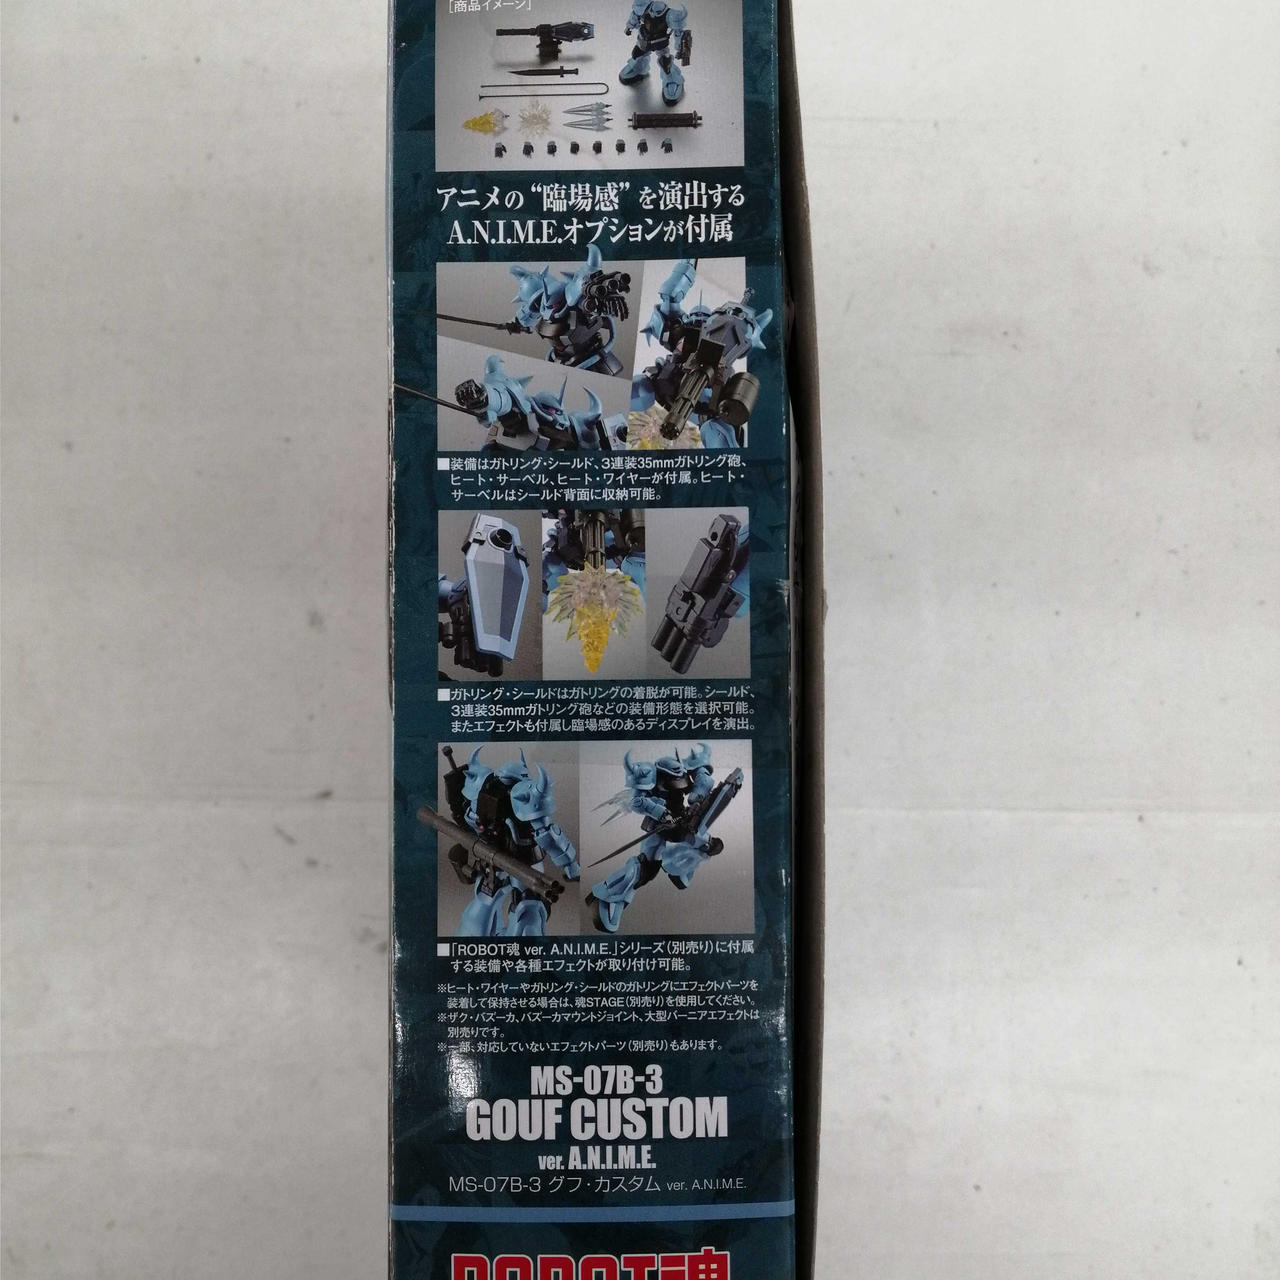 [商品イメージ]
アニメの“臨場感”を演出する
A.N.I.M.E.オプションが付属
■装備はガトリング・シールド、3連装35mmガトリング砲、
ヒート・サーベル、ヒート・ワイヤーが付属。ヒート・
サーベルはシールド背面に収納可能。
■ガトリング・シールドはガトリングの着脱が可能。シールド、
3連装35mmガトリング砲などの装備形態を選択可能。
またエフェクトも付属し臨場感のあるディスプレイを演出。
■「ROBOT魂 ver. A.N.I.M.E.」シリーズ(別売り)に付属
する装備や各種エフェクトが取り付け可能。
※ヒート・ワイヤーやガトリング・シールドのガトリングにエフェクトパーツを
装着して保持させる場合は、魂STAGE(別売り)を使用してください。
※ザク・バズーカ、バズーカマウントジョイント、大型バーニアエフェクトは
別売りです。
※一部、対応していないエフェクトパーツ(別売り)もあります。
MS-07B-3
GOUF CUSTOM
ver. A.N.I.M.E.
MS-07B-3 グフ・カスタム ver. A.N.I.M.E.
ROBOT魂